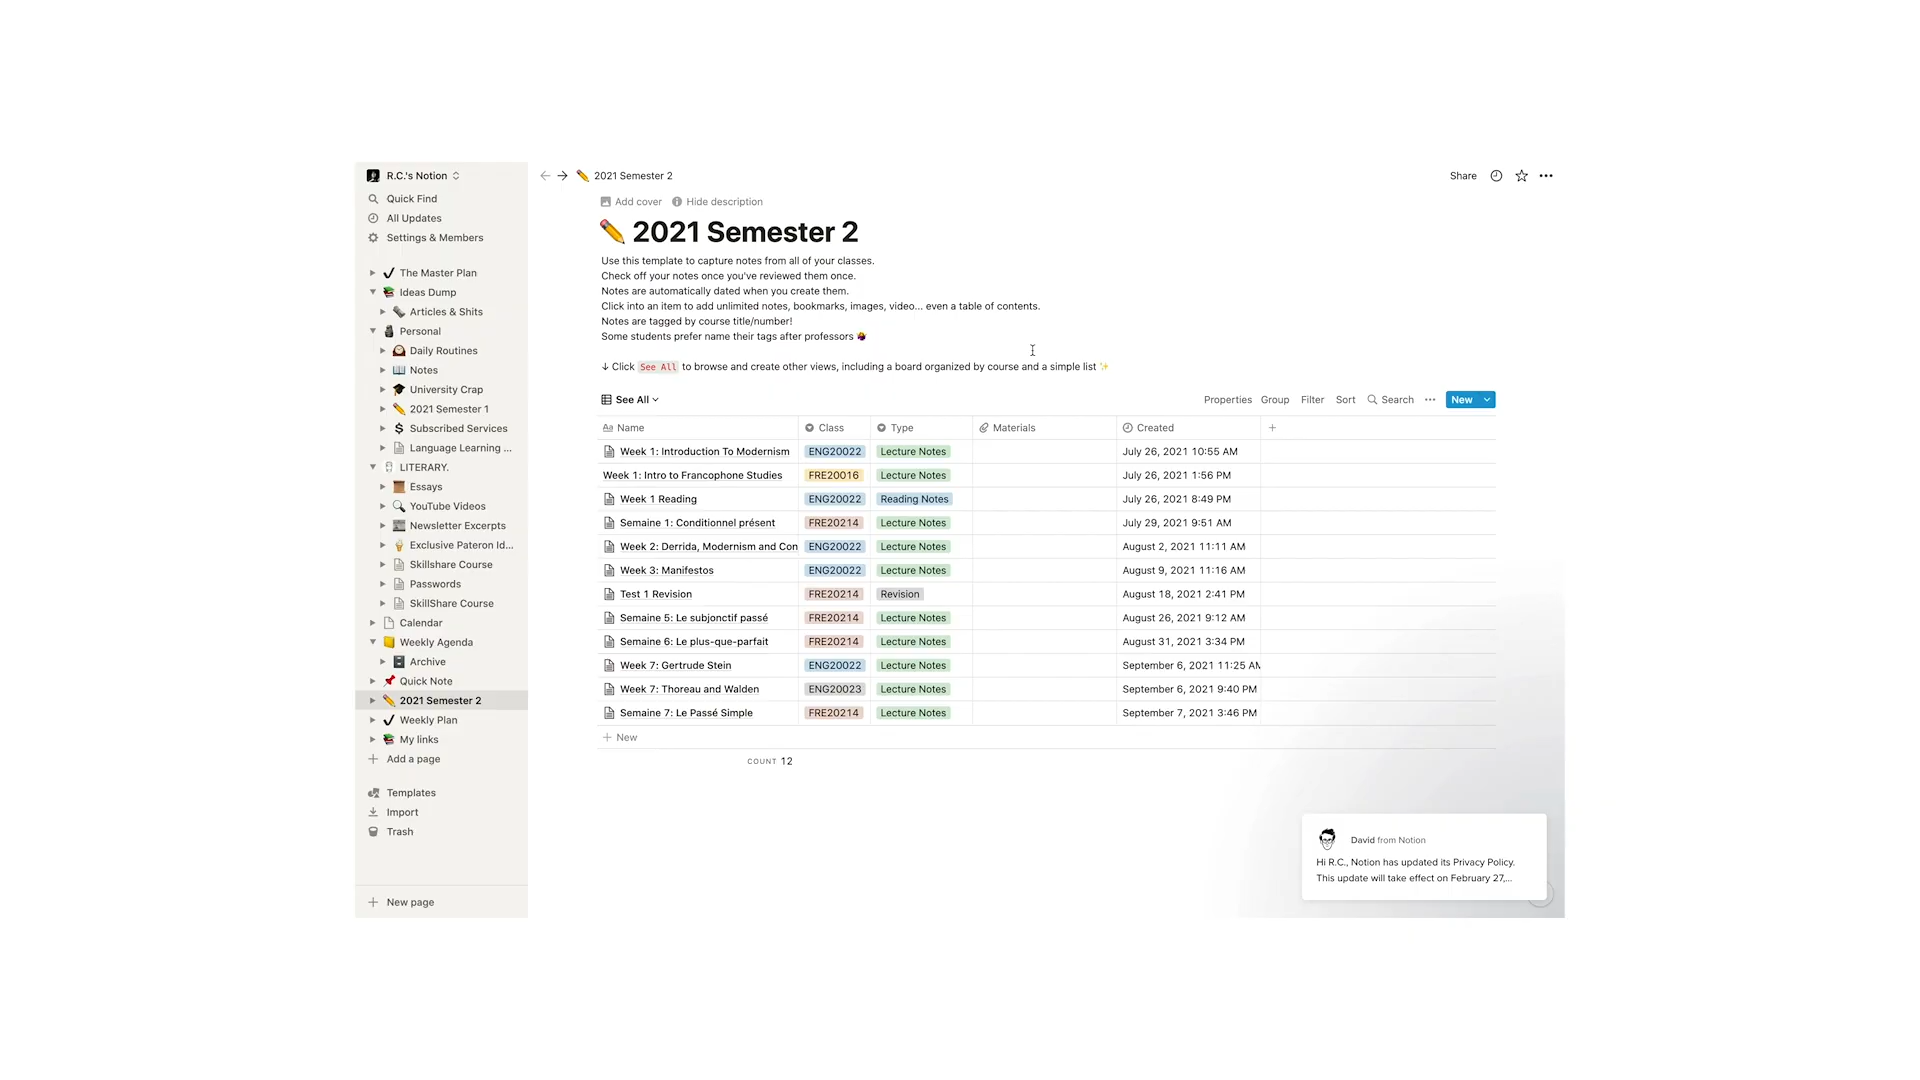 R.C.'s Notion
Quick Find
All Updates
Settings & Members
The Master Plan
Ideas Dump
Articles & Shits
Personal
Daily Routines
Notes
University Crap
2021 Semester 1
Subscribed Services
Language Learning ...
LITERARY.
Essays
YouTube Videos
Newsletter Excerpts
Exclusive Pateron Id...
Skillshare Course
Passwords
SkillShare Course
Calendar
Weekly Agenda
Archive
Quick Note
2021 Semester 2
Weekly Plan
My links
Add a page
Templates
Import
Trash
New page
2021 Semester 2
Share
Add cover Hide description
2021 Semester 2
Use this template to capture notes from all of your classes.
Check off your notes once you've reviewed them once.
Notes are automatically dated when you create them.
Click into an item to add unlimited notes, bookmarks, images, video... even a table of contents.
Notes are tagged by course title/number!
Some students prefer name their tags after professors
↓ Click See All to browse and create other views, including a board organized by course and a simple list
See All Properties Group Filter Sort Search New
Aa Name Class Type Materials Created
Week 1: Introduction To Modernism ENG20022 Lecture Notes July 26, 2021 10:55 AM
Week 1: Intro to Francophone Studies FRE20016 Lecture Notes July 26, 2021 1:56 PM
Week 1 Reading ENG20022 Reading Notes July 26, 2021 8:49 PM
Semaine 1: Conditionnel présent FRE20214 Lecture Notes July 29, 2021 9:51 AM
Week 2: Derrida, Modernism and Con ENG20022 Lecture Notes August 2, 2021 11:11 AM
Week 3: Manifestos ENG20022 Lecture Notes August 9, 2021 11:16 AM
Test 1 Revision FRE20214 Revision August 18, 2021 2:41 PM
Semaine 5: Le subjonctif passé FRE20214 Lecture Notes August 26, 2021 9:12 AM
Semaine 6: Le plus-que-parfait FRE20214 Lecture Notes August 31, 2021 3:34 PM
Week 7: Gertrude Stein ENG20022 Lecture Notes September 6, 2021 11:25 AM
Week 7: Thoreau and Walden ENG20023 Lecture Notes September 6, 2021 9:40 PM
Semaine 7: Le Passé Simple FRE20214 Lecture Notes September 7, 2021 3:46 PM
New
COUNT 12
David from Notion
Hi R.C., Notion has updated its Privacy Policy.
This update will take effect on February 27,...